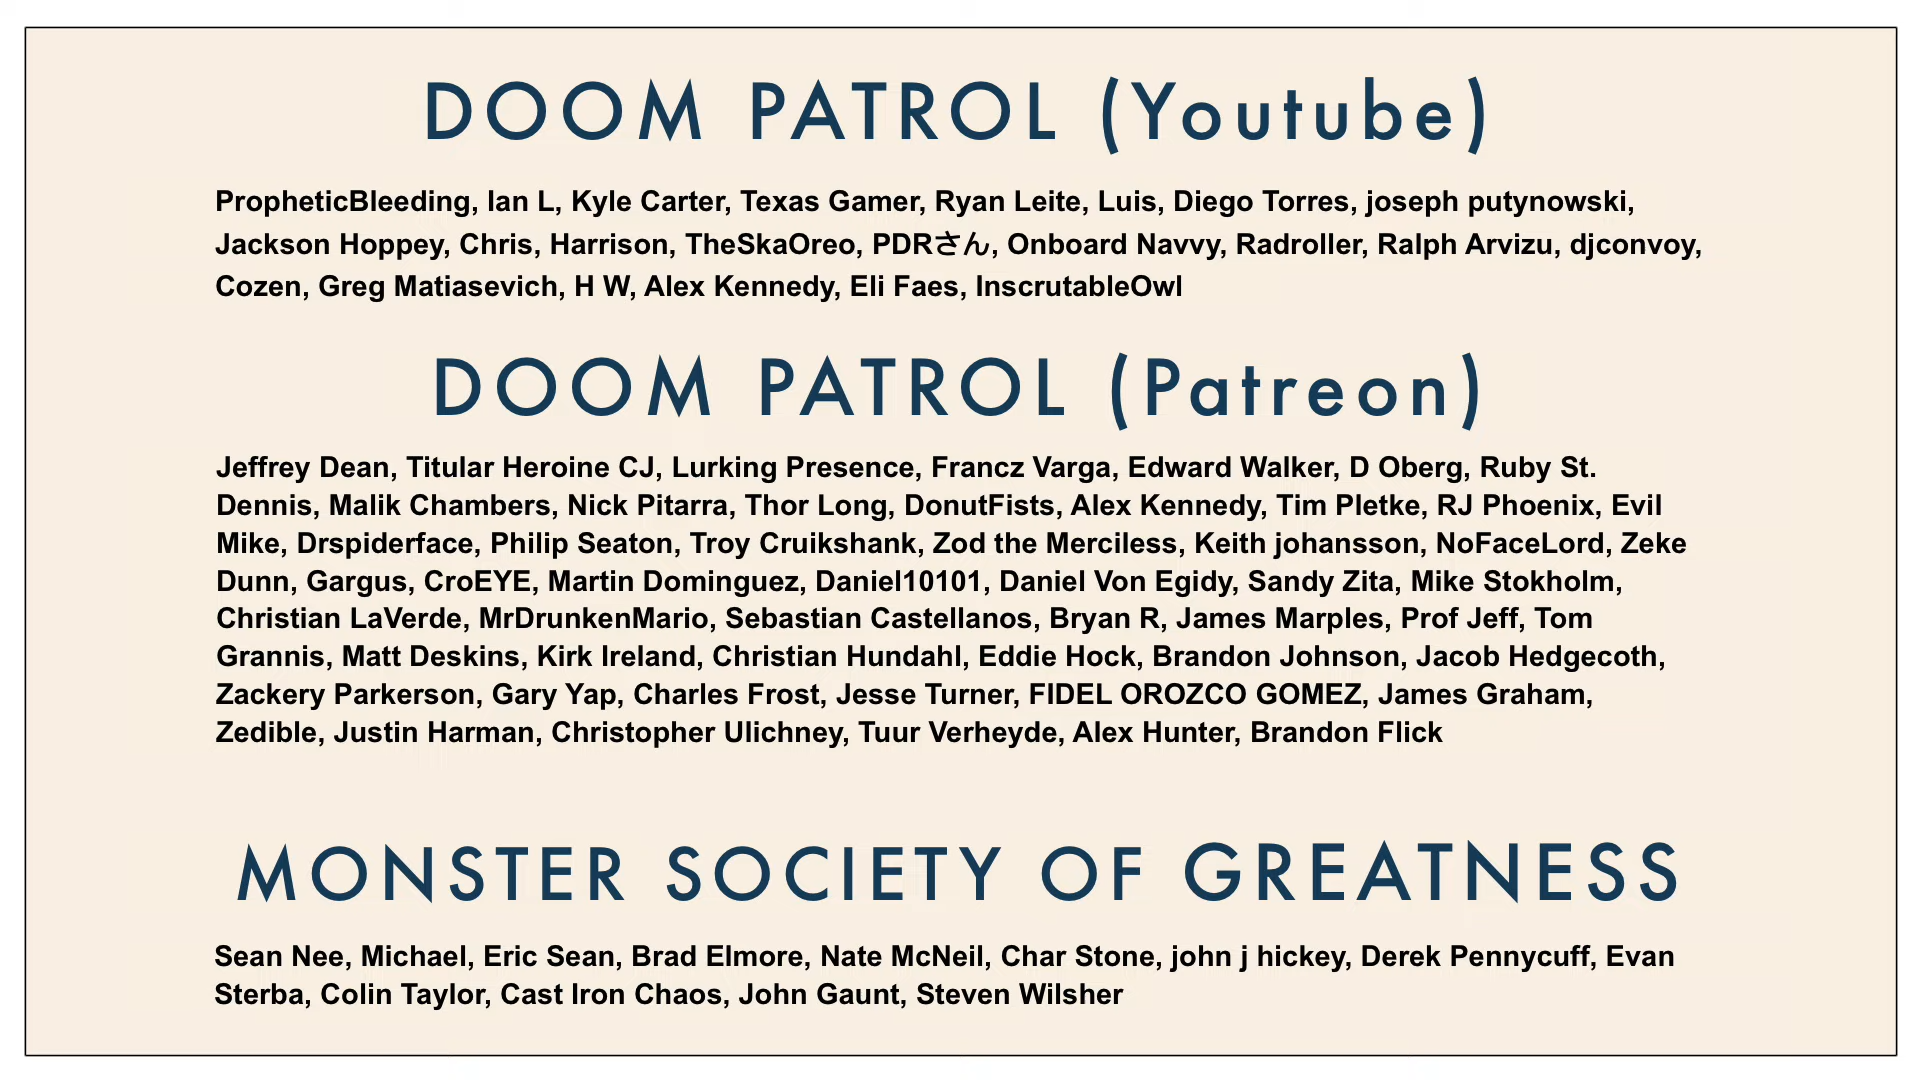 DOOM PATROL (Youtube)
PropheticBleeding, Ian L, Kyle Carter, Texas Gamer, Ryan Leite, Luis, Diego Torres, joseph putynowski,
Jackson Hoppey, Chris, Harrison, TheSkaOreo, PDRさん, Onboard Navvy, Radroller, Ralph Arvizu, djconvoy,
Cozen, Greg Matiasevich, H W, Alex Kennedy, Eli Faes, InscrutableOwl
DOOM PATROL (Patreon)
Jeffrey Dean, Titular Heroine CJ, Lurking Presence, Francz Varga, Edward Walker, D Oberg, Ruby St.
Dennis, Malik Chambers, Nick Pitarra, Thor Long, DonutFists, Alex Kennedy, Tim Pletke, RJ Phoenix, Evil
Mike, Drspiderface, Philip Seaton, Troy Cruikshank, Zod the Merciless, Keith johansson, NoFaceLord, Zeke
Dunn, Gargus, CroEYE, Martin Dominguez, Daniel10101, Daniel Von Egidy, Sandy Zita, Mike Stokholm,
Christian LaVerde, MrDrunkenMario, Sebastian Castellanos, Bryan R, James Marples, Prof Jeff, Tom
Grannis, Matt Deskins, Kirk Ireland, Christian Hundahl, Eddie Hock, Brandon Johnson, Jacob Hedgecoth,
Zackery Parkerson, Gary Yap, Charles Frost, Jesse Turner, FIDEL OROZCO GOMEZ, James Graham,
Zedible, Justin Harman, Christopher Ulichney, Tuur Verheyde, Alex Hunter, Brandon Flick
MONSTER SOCIETY OF GREATNESS
Sean Nee, Michael, Eric Sean, Brad Elmore, Nate McNeil, Char Stone, john j hickey, Derek Pennycuff, Evan
Sterba, Colin Taylor, Cast Iron Chaos, John Gaunt, Steven Wilsher